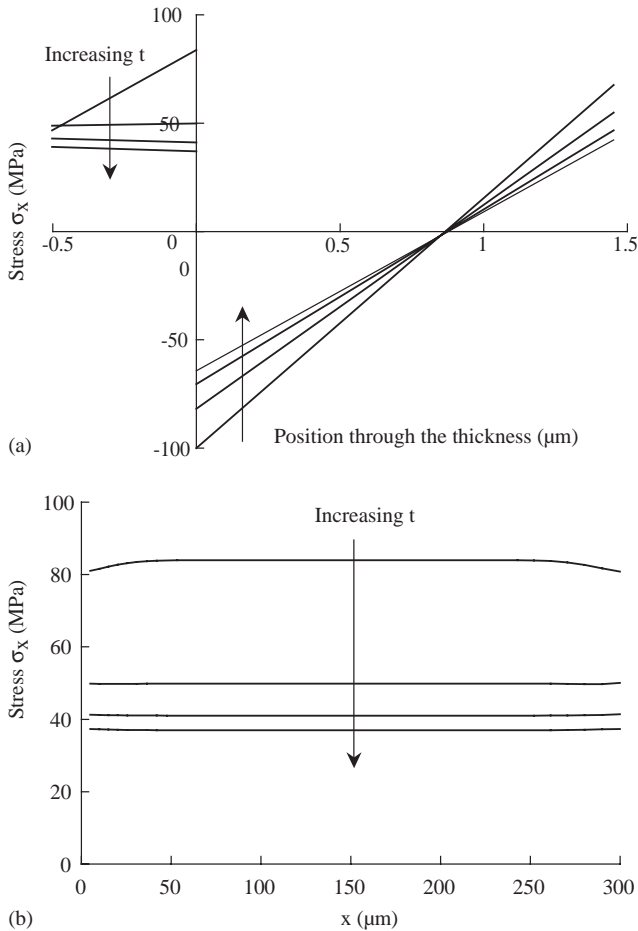 100
Increasing t
50
Stress σX (MPa)
-0.5
0
0.5
1
1.5
0
-50
-100
Position through the thickness (μm)
(a)
100
Increasing t
80
60
Stress σX (MPa)
40
20
0
0
50
100
150
200
250
300
(b)
x (μm)